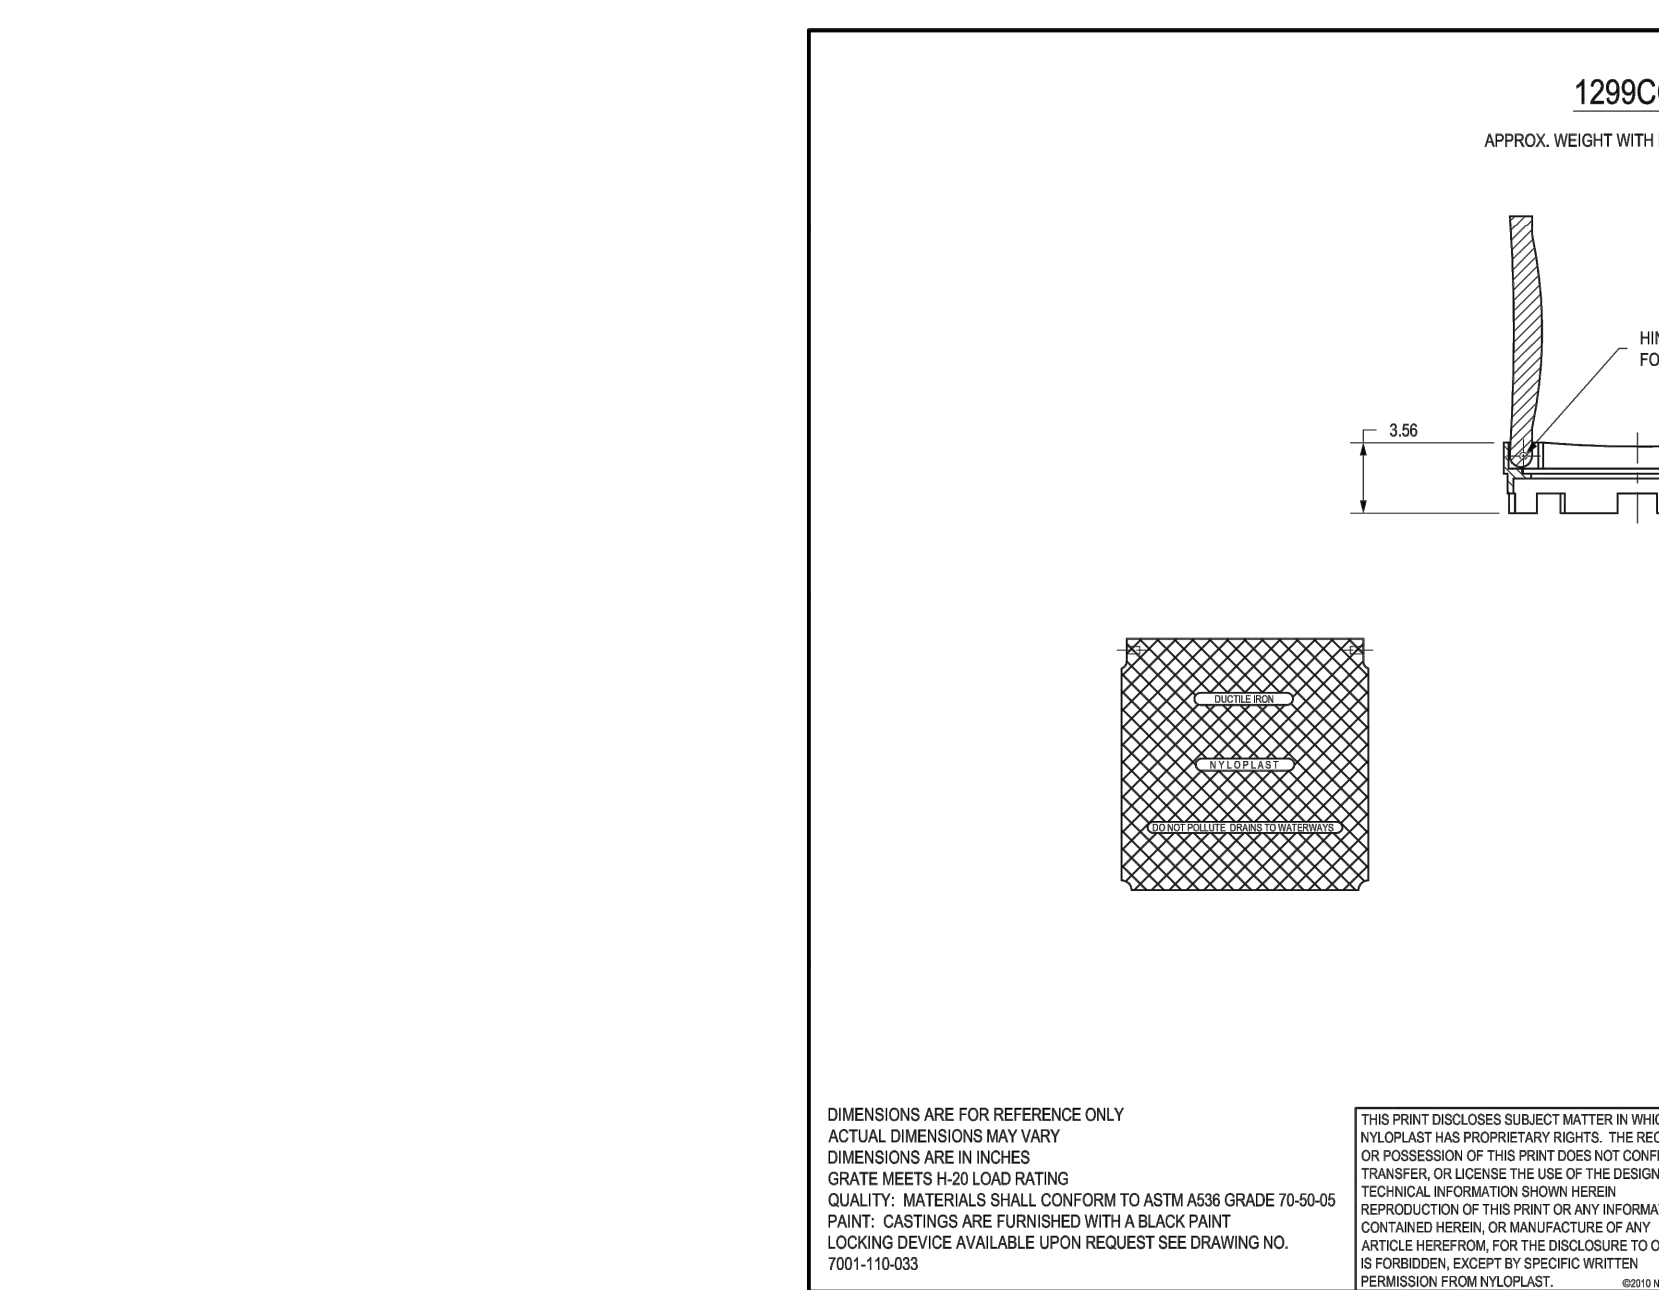 1299C
APPROX. WEIGHT WITH
HIN
FO
3.56
DUCTILE IRON
NYLOPLAST
DO NOT POLLUTE DRAINS TO WATERWAYS
DIMENSIONS ARE FOR REFERENCE ONLY
ACTUAL DIMENSIONS MAY VARY
DIMENSIONS ARE IN INCHES
GRATE MEETS H-20 LOAD RATING
QUALITY: MATERIALS SHALL CONFORM TO ASTM A536 GRADE 70-50-05
PAINT: CASTINGS ARE FURNISHED WITH A BLACK PAINT
LOCKING DEVICE AVAILABLE UPON REQUEST SEE DRAWING NO.
7001-110-033
THIS PRINT DISCLOSES SUBJECT MATTER IN WHIC
NYLOPLAST HAS PROPRIETARY RIGHTS. THE REC
OR POSSESSION OF THIS PRINT DOES NOT CONF
TRANSFER, OR LICENSE THE USE OF THE DESIGN
TECHNICAL INFORMATION SHOWN HEREIN
REPRODUCTION OF THIS PRINT OR ANY INFORMA
CONTAINED HEREIN, OR MANUFACTURE OF ANY
ARTICLE HEREFROM, FOR THE DISCLOSURE TO O
IS FORBIDDEN, EXCEPT BY SPECIFIC WRITTEN
PERMISSION FROM NYLOPLAST. ©2010 N